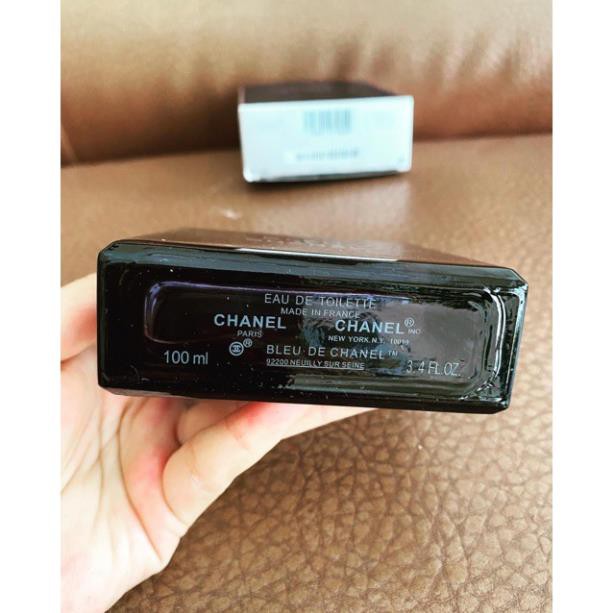 EAU DE TOILETTE
MADE IN FRANCE
CHANEL CHANEL® INC
PARIS NEW YORK. N.Y. 10019
BLEU·DE CHANEL™
100 ml 92200 NEUILLY SUR SEINE 3.4 FL.OZ.